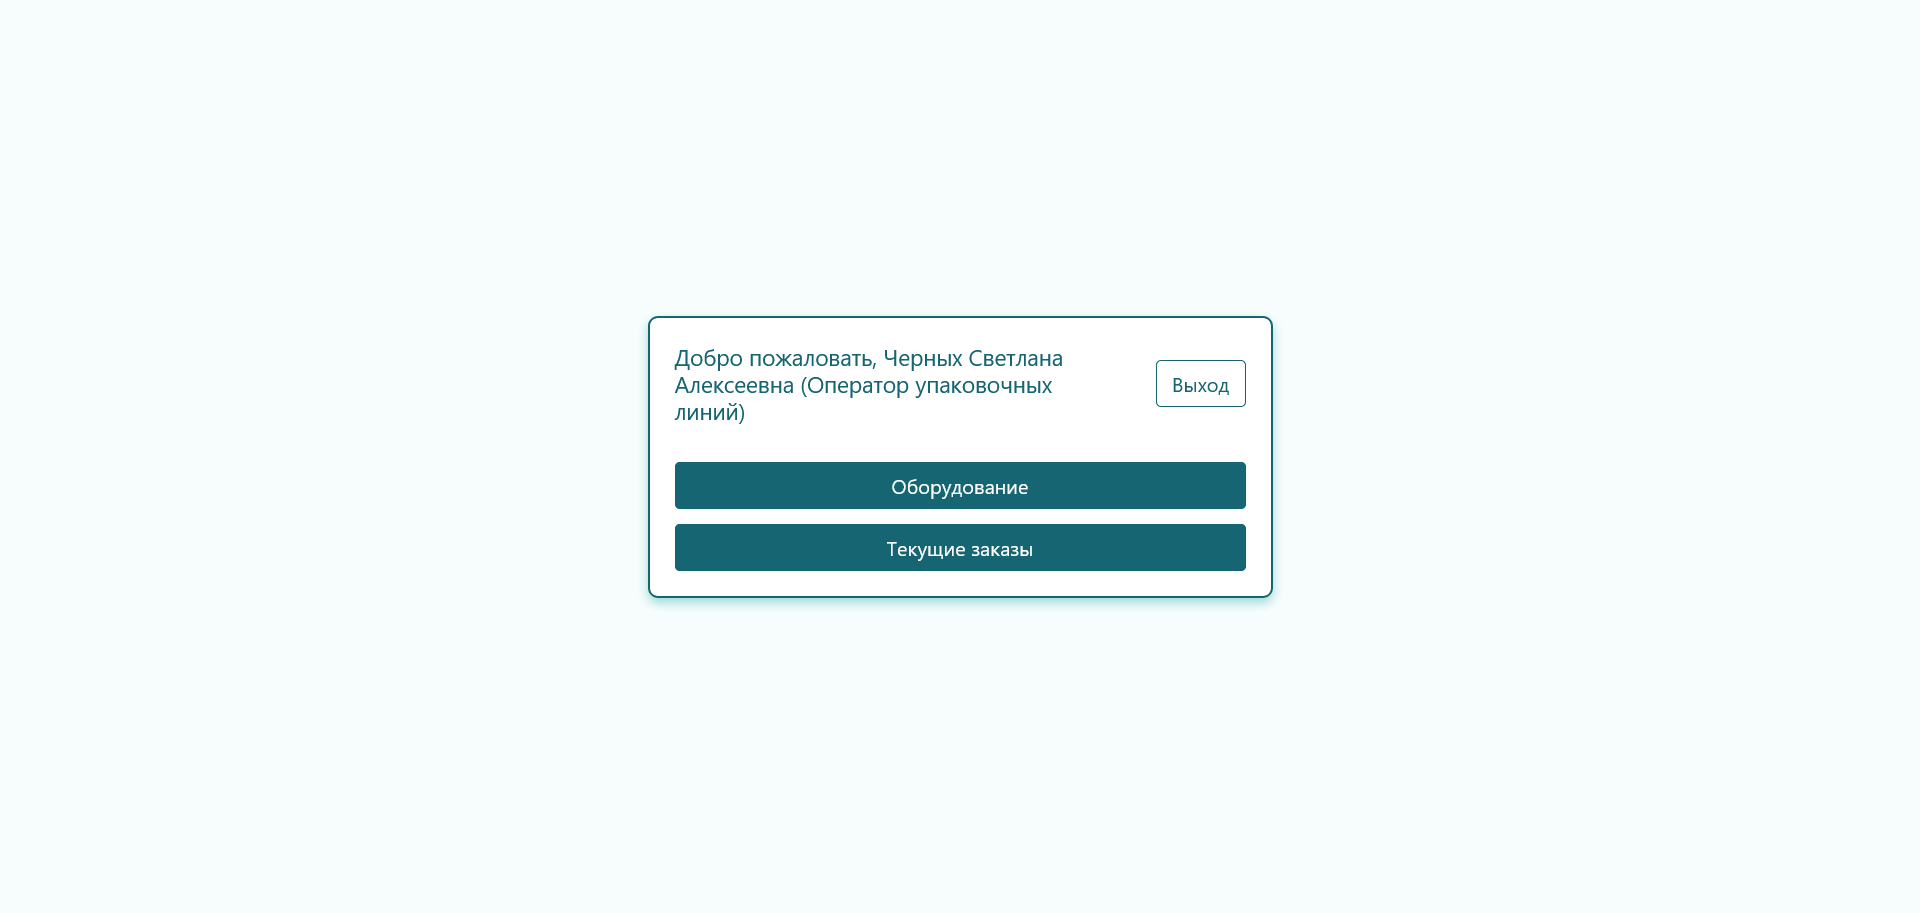 Добро пожаловать, Черных Светлана
Алексеевна (Оператор упаковочных
линий)
Выход
Оборудование
Текущие заказы